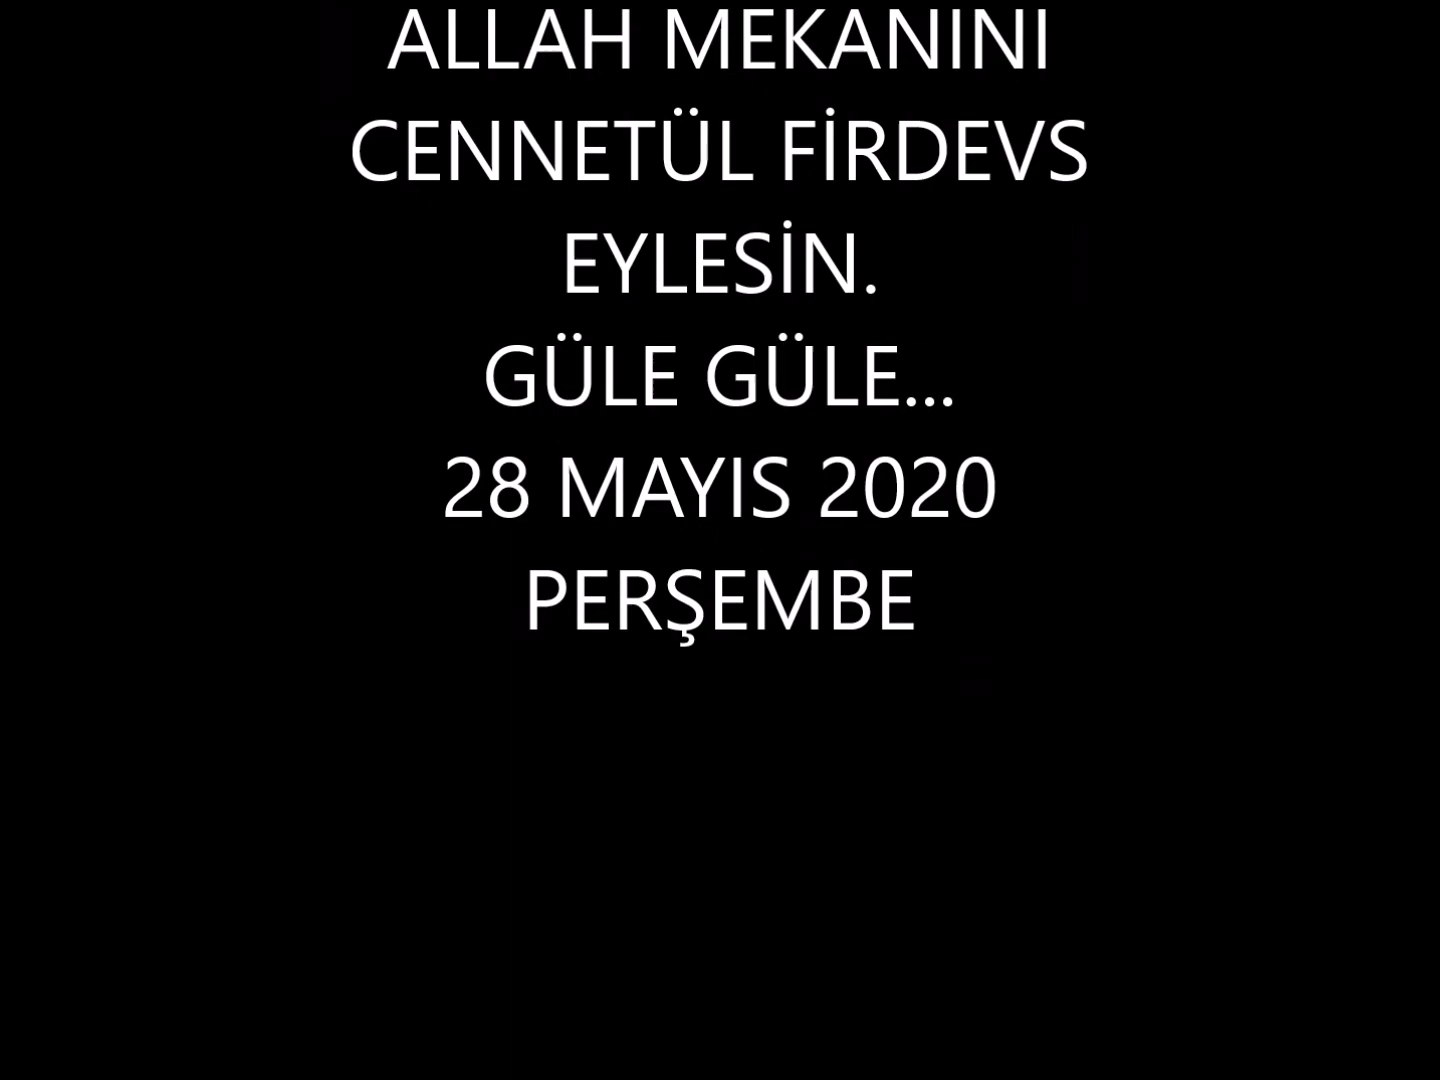 ALLAH MEKANINI
CENNETÜL FİRDEVS
EYLESİN.
GÜLE GÜLE...
28 MAYIS 2020
PERŞEMBE